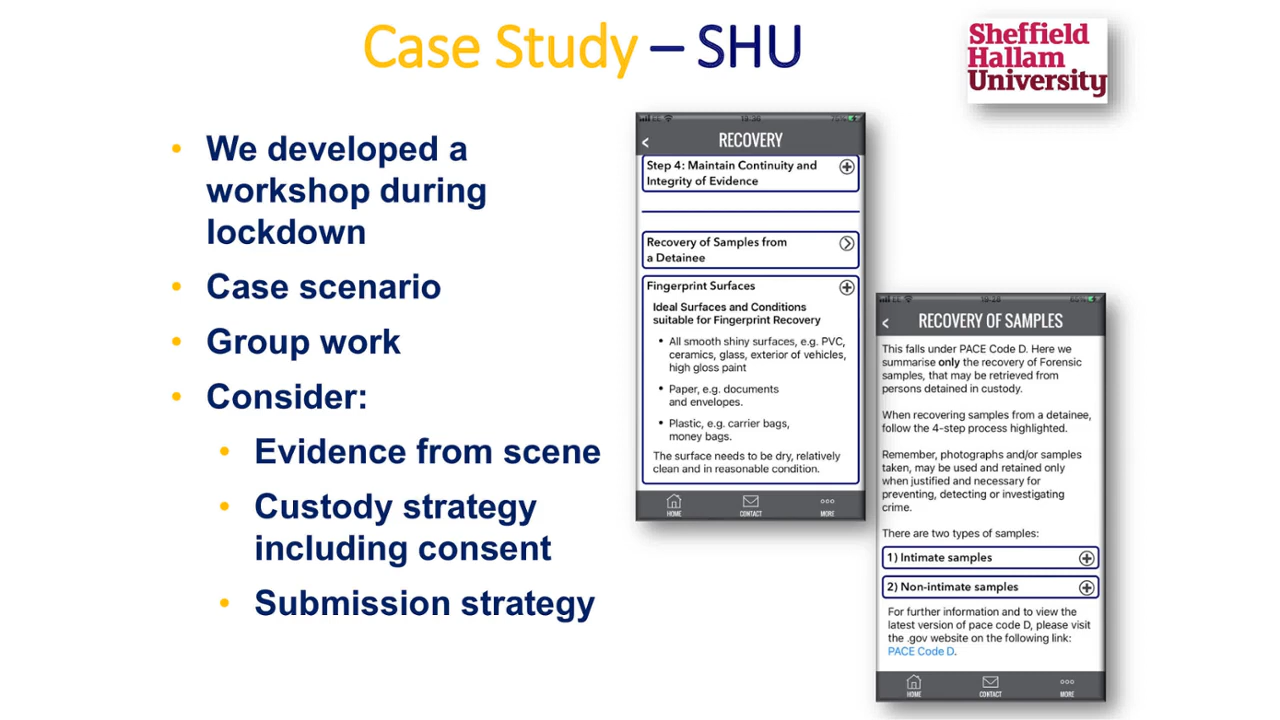 Case Study – SHU
Sheffield
Hallam
University
We developed a
workshop during
lockdown
Case scenario
Group work
Consider:
Evidence from scene
Custody strategy
including consent
Submission strategy
EE
RECOVERY
Step 4: Maintain Continuity and
Integrity of Evidence
Recovery of Samples from
a Detainee
Fingerprint Surfaces
Ideal Surfaces and Conditions
suitable for Fingerprint Recovery
• All smooth shiny surfaces, e.g. PVC,
ceramics, glass, exterior of vehicles,
high gloss paint
• Paper, e.g. documents
and envelopes.
• Plastic, e.g. carrier bags,
money bags.
The surface needs to be dry, relatively
clean and in reasonable condition.
HOME CONTACT MORE
EE
RECOVERY OF SAMPLES
This falls under PACE Code D. Here we
summarise only the recovery of Forensic
samples, that may be retrieved from
persons detained in custody.
When recovering samples from a detainee,
follow the 4-step process highlighted.
Remember, photographs and/or samples
taken, may be used and retained only
when justified and necessary for
preventing, detecting or investigating
crime.
There are two types of samples:
1) Intimate samples
2) Non-intimate samples
For further information and to view the
latest version of pace code D, please visit
the .gov website on the following link:
PACE Code D.
HOME CONTACT MORE